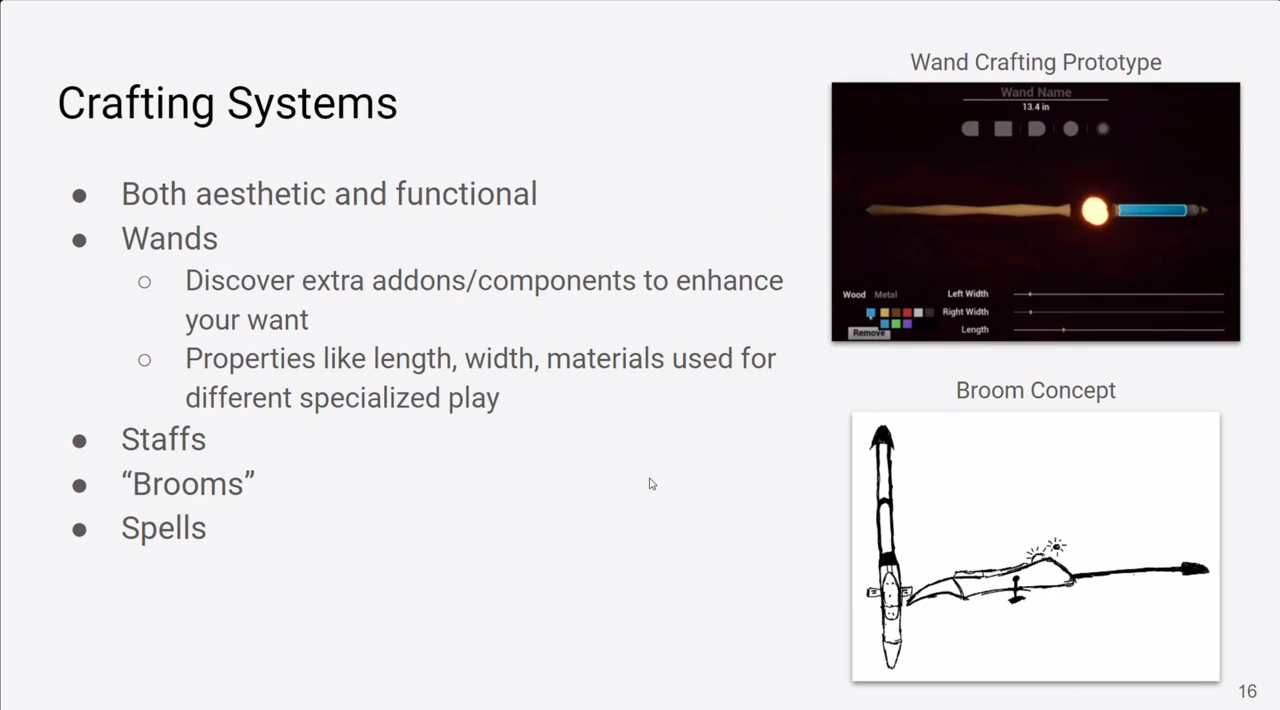 Crafting Systems
● Both aesthetic and functional
● Wands
○ Discover extra addons/components to enhance
your want
○ Properties like length, width, materials used for
different specialized play
● Staffs
● “Brooms”
● Spells
Wand Crafting Prototype
Wand Name
13.4 in
Wood Metal
Remove
Left Width
Right Width
Length
Broom Concept
16